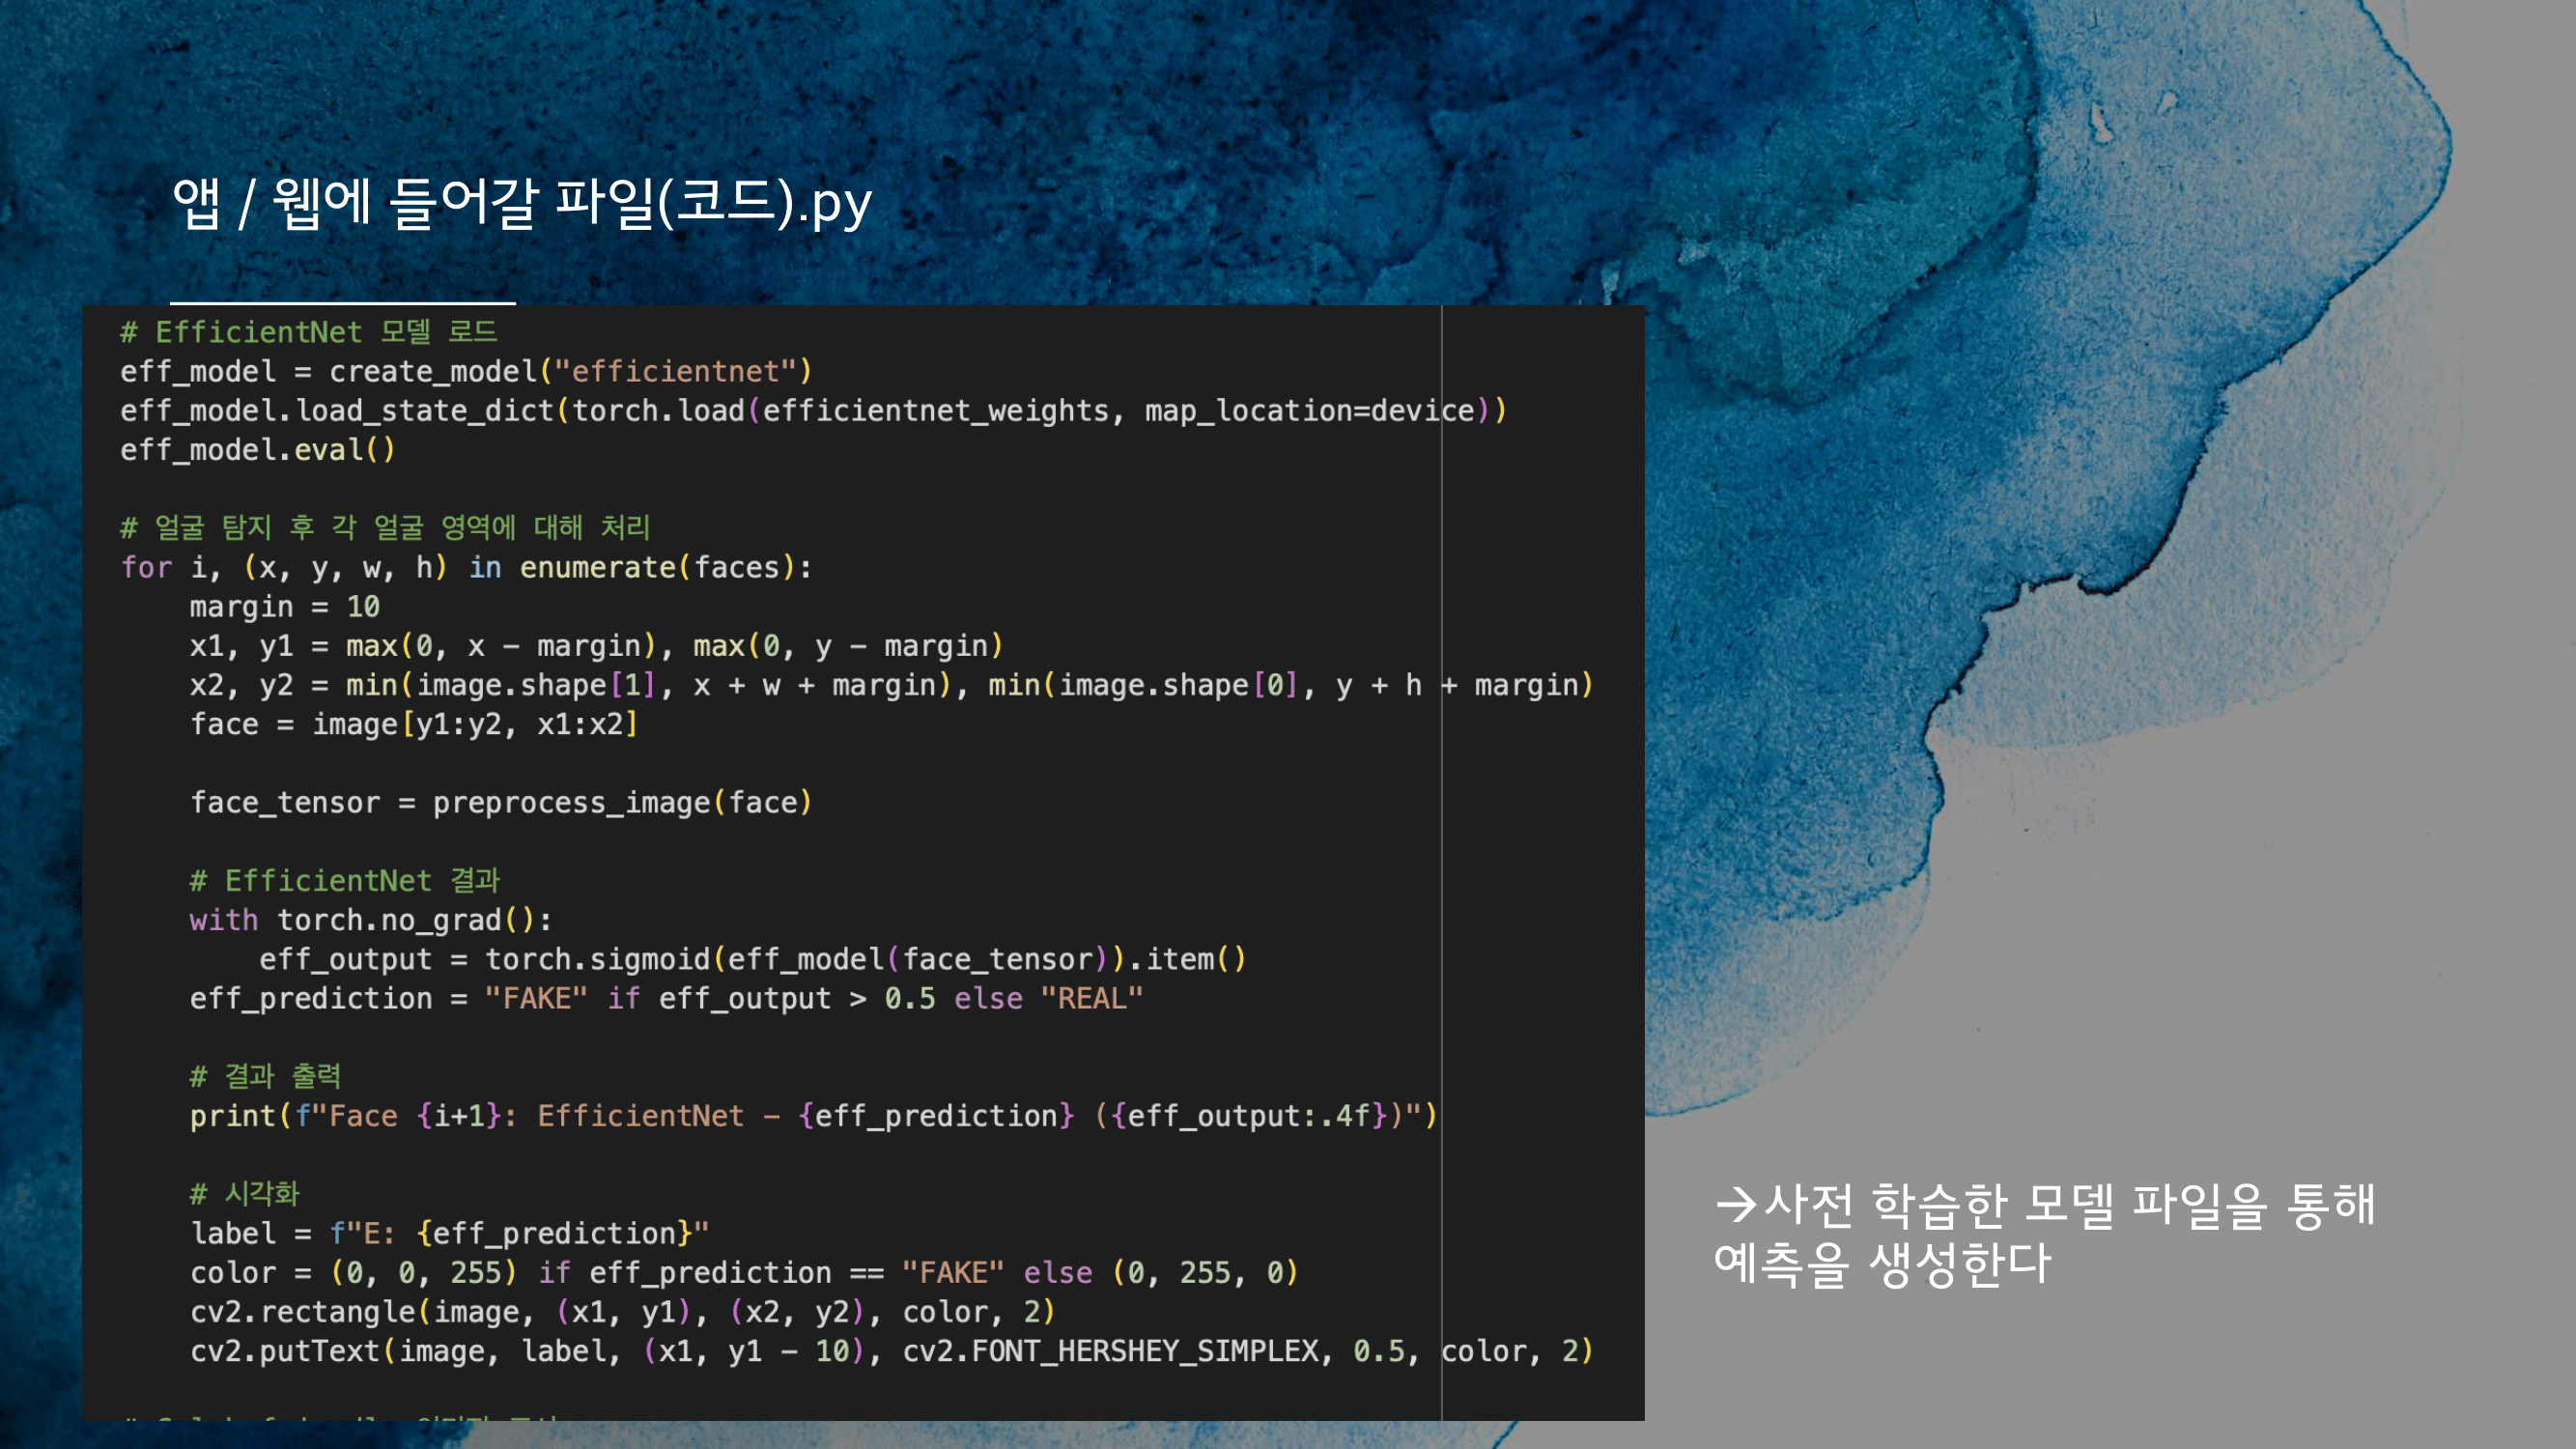 앱 / 웹에 들어갈 파일(코드).py
# EfficientNet 모델 로드
eff_model = create_model("efficientnet")
eff_model.load_state_dict(torch.load(efficientnet_weights, map_location=device))
eff_model.eval()
# 얼굴 탐지 후 각 얼굴 영역에 대해 처리
for i, (x, y, w, h) in enumerate(faces):
    margin = 10
    x1, y1 = max(0, x - margin), max(0, y - margin)
    x2, y2 = min(image.shape[1], x + w + margin), min(image.shape[0], y + h + margin)
    face = image[y1:y2, x1:x2]
    face_tensor = preprocess_image(face)
    # EfficientNet 결과
    with torch.no_grad():
        eff_output = torch.sigmoid(eff_model(face_tensor)).item()
    eff_prediction = "FAKE" if eff_output > 0.5 else "REAL"
    # 결과 출력
    print(f"Face {i+1}: EfficientNet - {eff_prediction} ({eff_output:.4f})")
    # 시각화
    label = f"E: {eff_prediction}"
    color = (0, 0, 255) if eff_prediction == "FAKE" else (0, 255, 0)
    cv2.rectangle(image, (x1, y1), (x2, y2), color, 2)
    cv2.putText(image, label, (x1, y1 - 10), cv2.FONT_HERSHEY_SIMPLEX, 0.5, color, 2)
→사전 학습한 모델 파일을 통해
예측을 생성한다